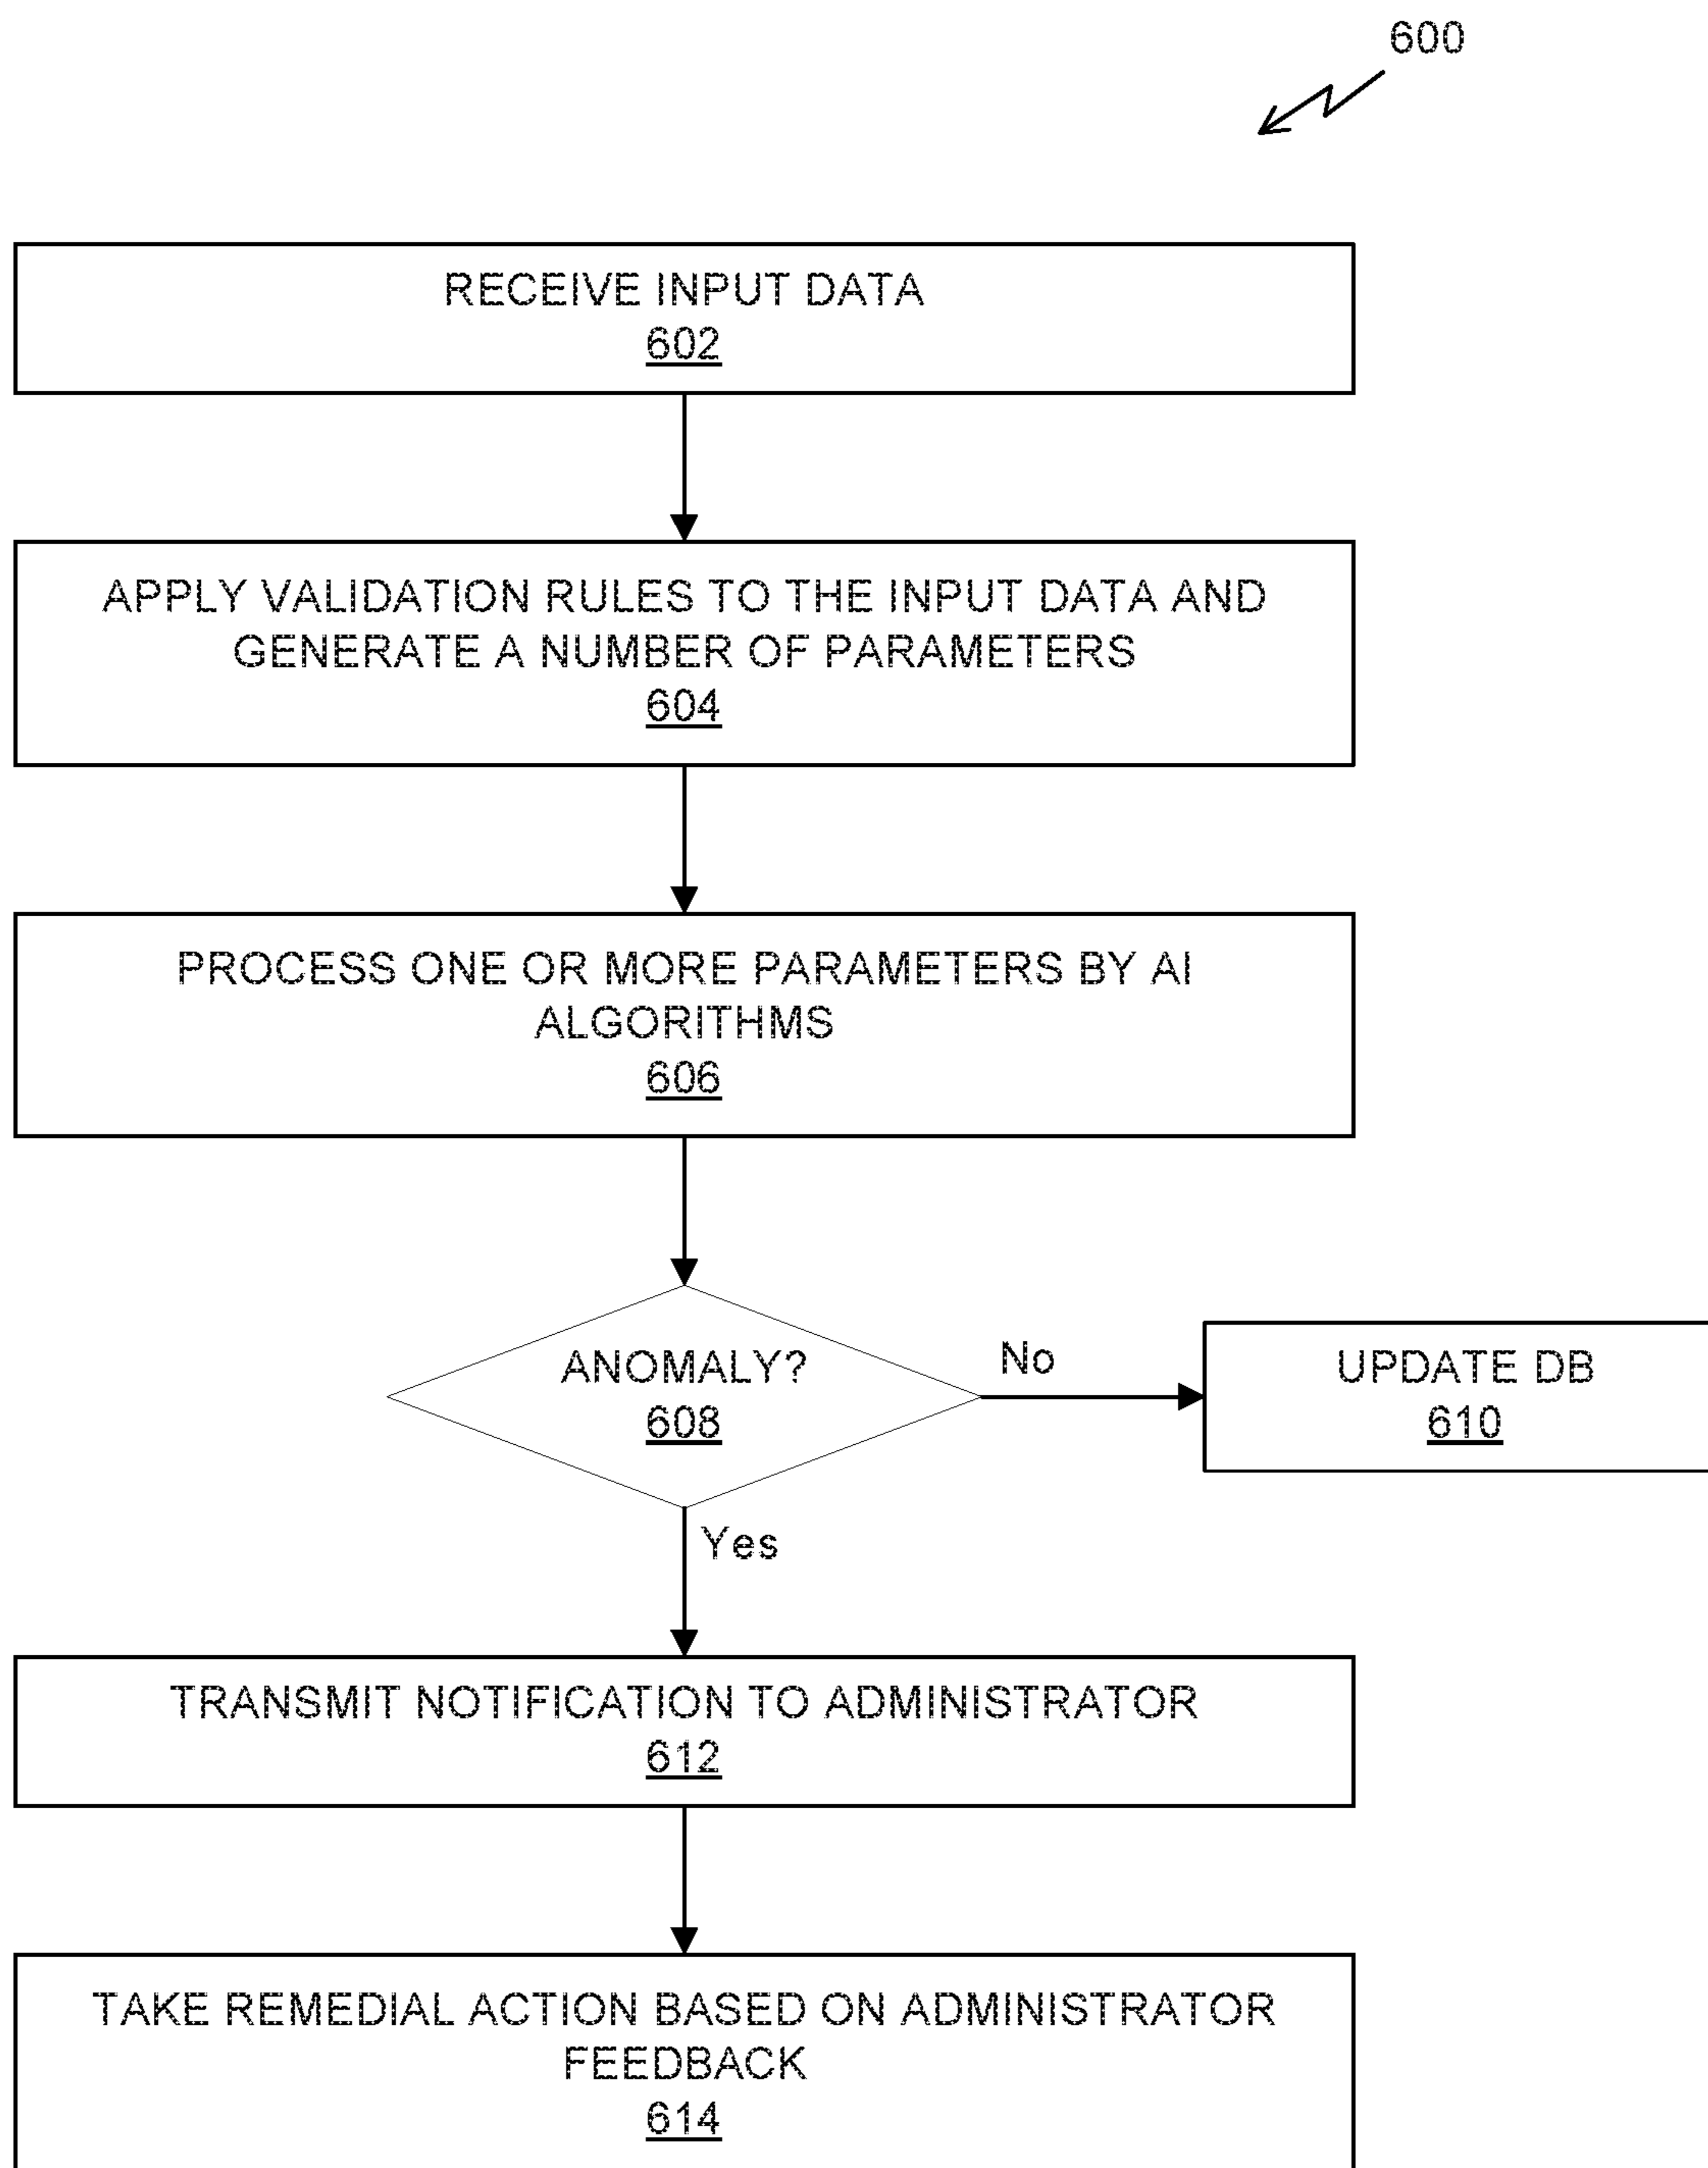 600
RECEIVE INPUT DATA
602
APPLY VALIDATION RULES TO THE INPUT DATA AND
GENERATE A NUMBER OF PARAMETERS
604
PROCESS ONE OR MORE PARAMETERS BY AI
ALGORITHMS
606
ANOMALY?
608
No
UPDATE DB
610
Yes
TRANSMIT NOTIFICATION TO ADMINISTRATOR
612
TAKE REMEDIAL ACTION BASED ON ADMINISTRATOR
FEEDBACK
614